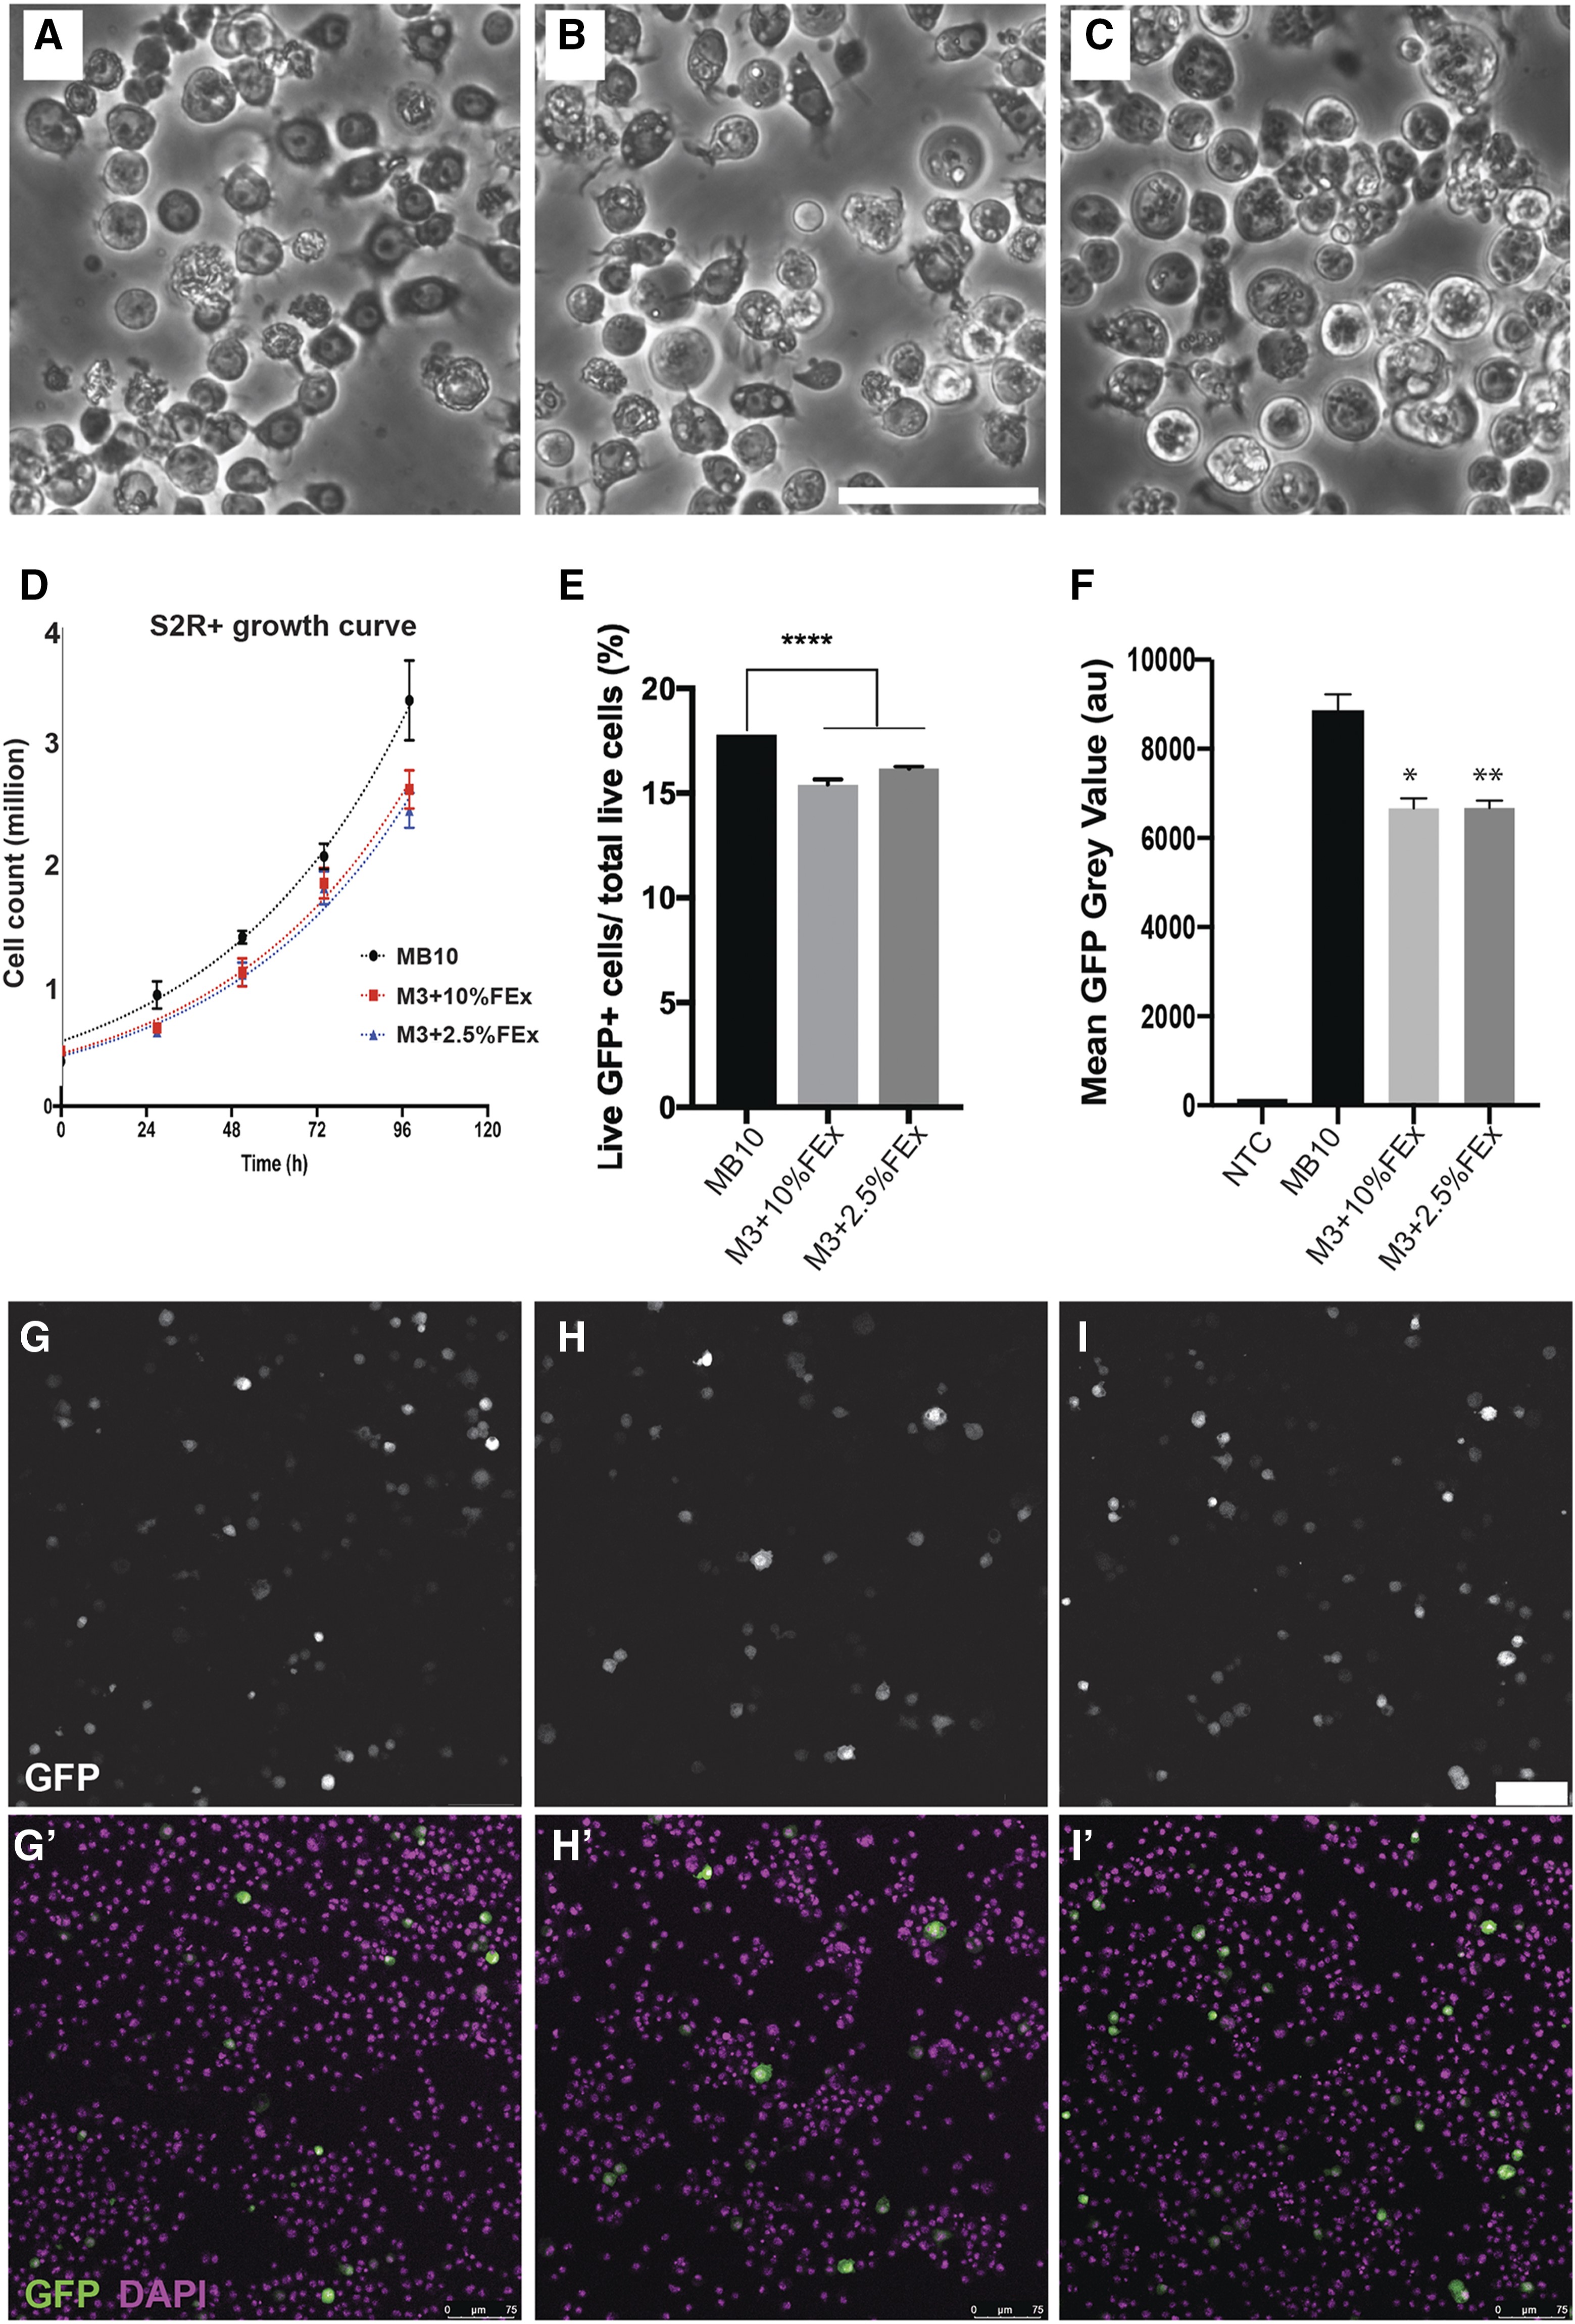 A
B
C
D
E
F
S2R+ growth curve
Cell count (million)
4
3
2
1
0
0 24 48 72 96 120
Time (h)
MB10
M3+10%FEx
M3+2.5%FEx
****
Live GFP+ cells/ total live cells (%)
20
15
10
5
0
MB10
M3+10%FEx
M3+2.5%FEx
Mean GFP Grey Value (au)
10000
8000
6000
4000
2000
0
* **
NTC
MB10
M3+10%FEx
M3+2.5%FEx
G
H
I
GFP
G’
H’
I’
GFP DAPI
0 µm 75
0 µm 75
0 µm 75